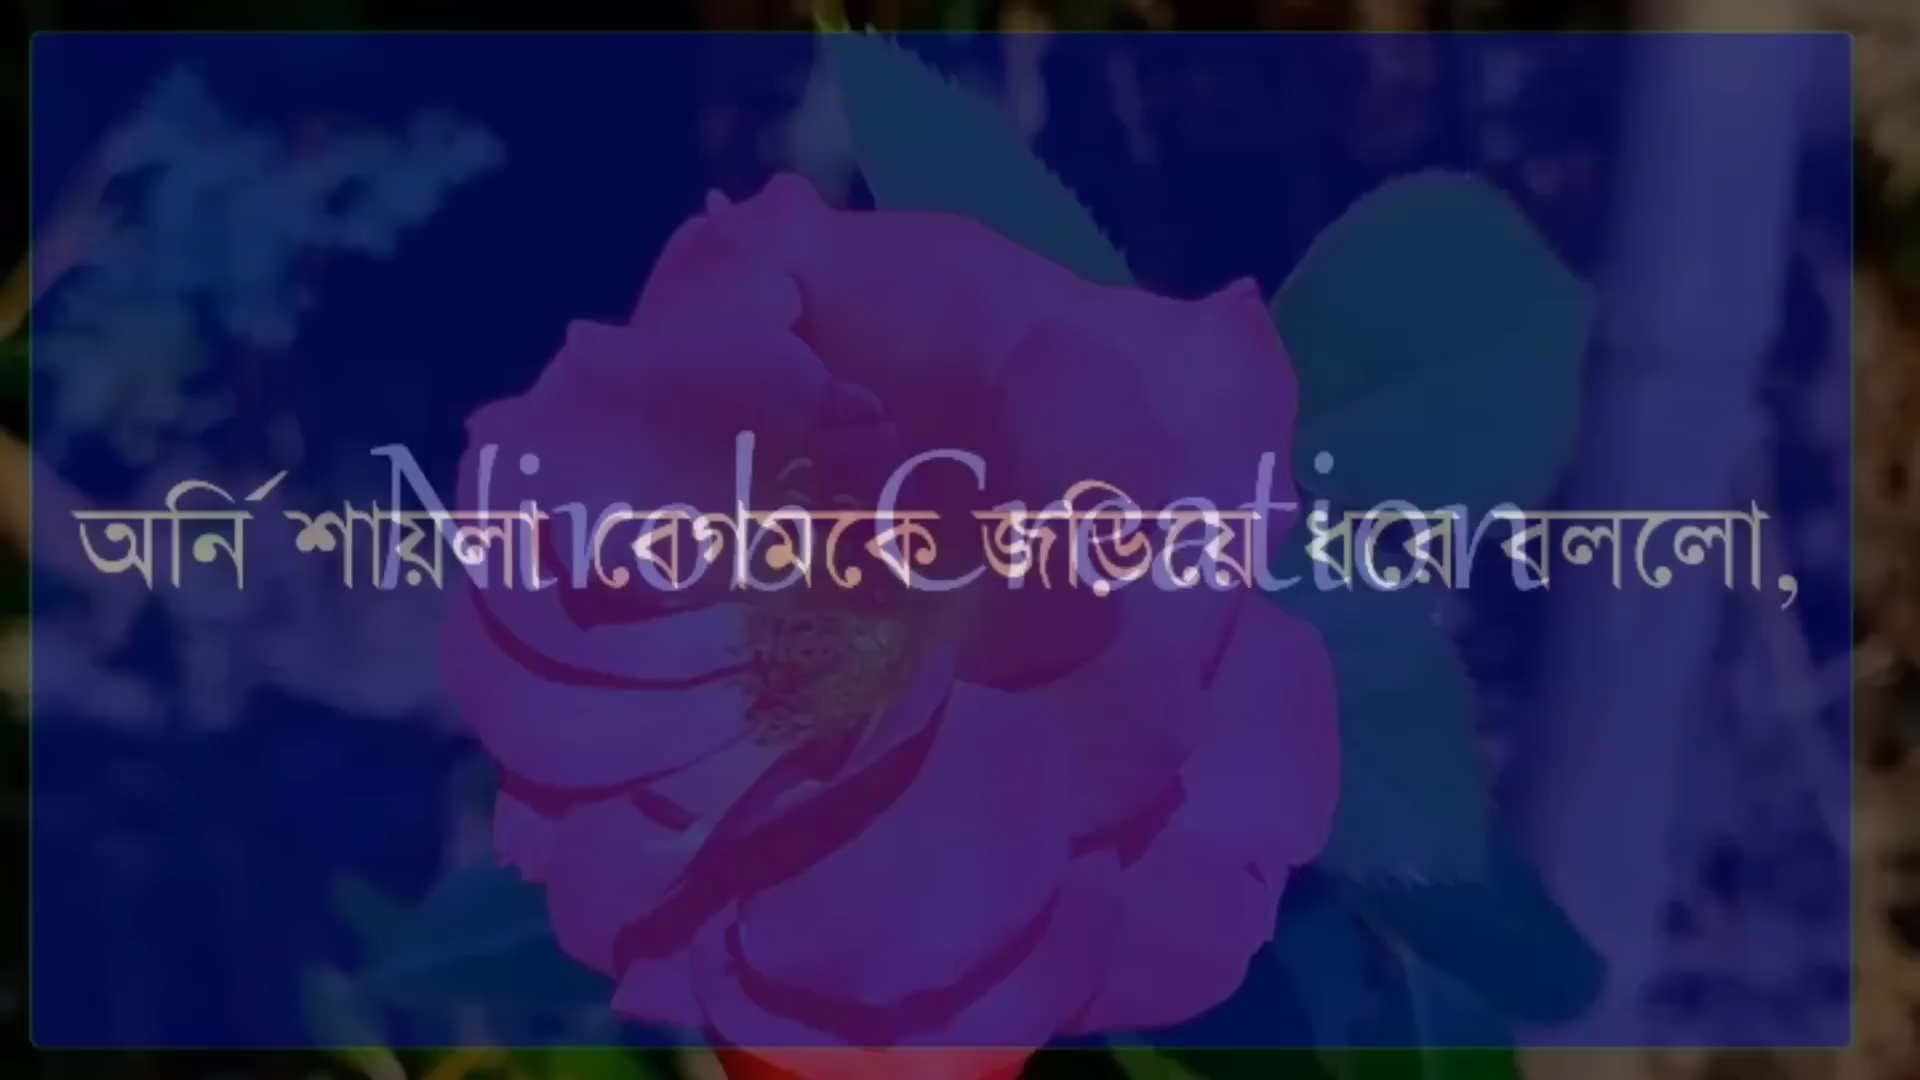 Nirob Creation
অর্নি শায়লা বেগমকে জড়িয়ে ধরে বললো,